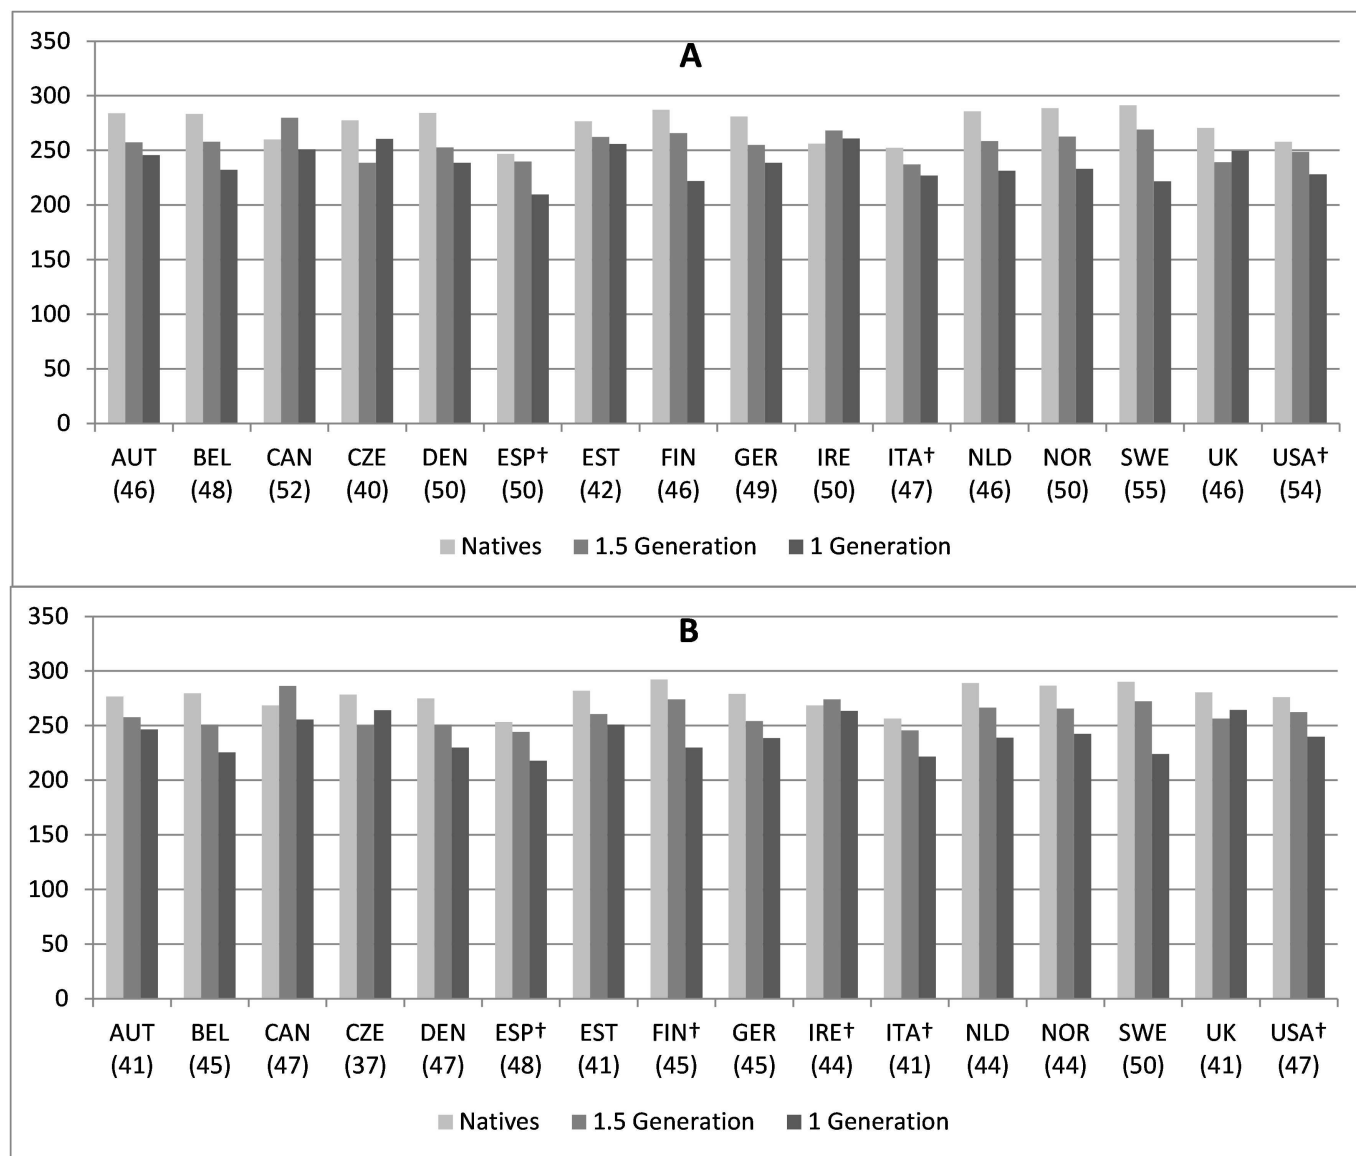 A
350
300
250
200
150
100
50
0
AUT BEL CAN CZE DEN ESP† EST FIN GER IRE ITA† NLD NOR SWE UK USA†
(46) (48) (52) (40) (50) (50) (42) (46) (49) (50) (47) (46) (50) (55) (46) (54)
Natives 1.5 Generation 1 Generation
B
350
300
250
200
150
100
50
0
AUT BEL CAN CZE DEN ESP† EST FIN† GER IRE† ITA† NLD NOR SWE UK USA†
(41) (45) (47) (37) (47) (48) (41) (45) (45) (44) (41) (44) (44) (50) (41) (47)
Natives 1.5 Generation 1 Generation